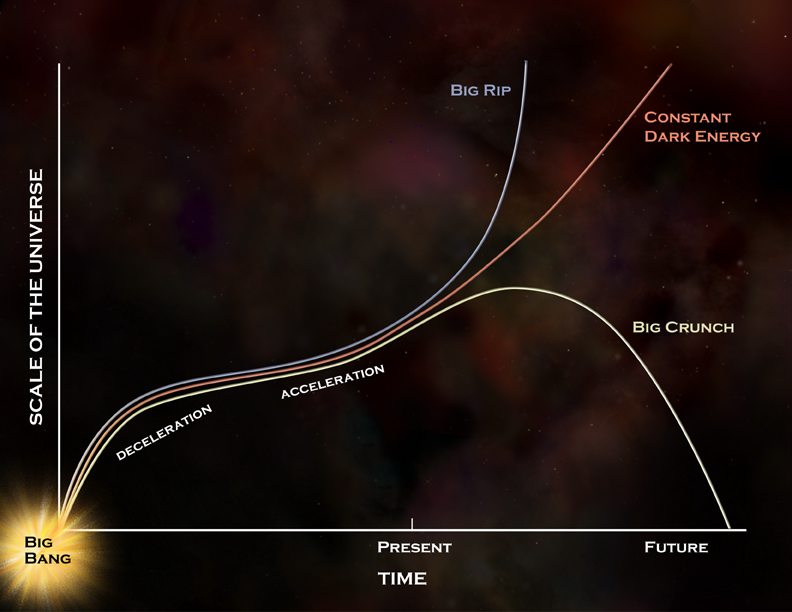 BIG RIP
CONSTANT
DARK ENERGY
SCALE OF THE UNIVERSE
BIG CRUNCH
ACCELERATION
DECELERATION
BIG
BANG
PRESENT
FUTURE
TIME